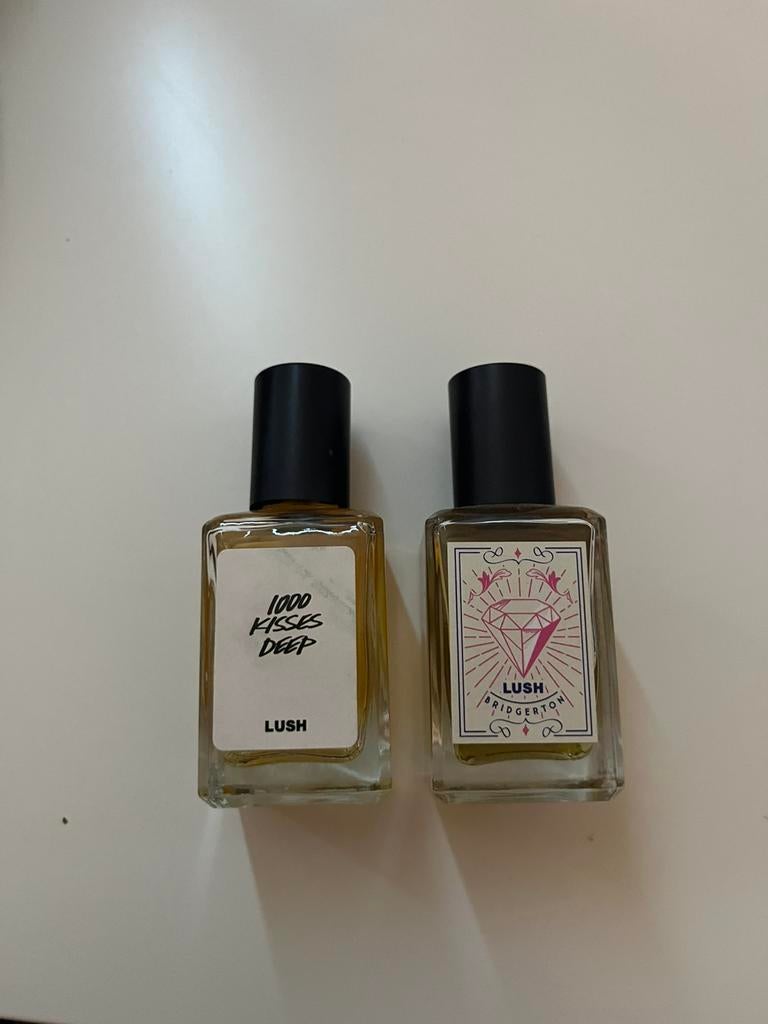 1000
KISSES
DEEP
LUSH
LUSH
BRIDGERTON